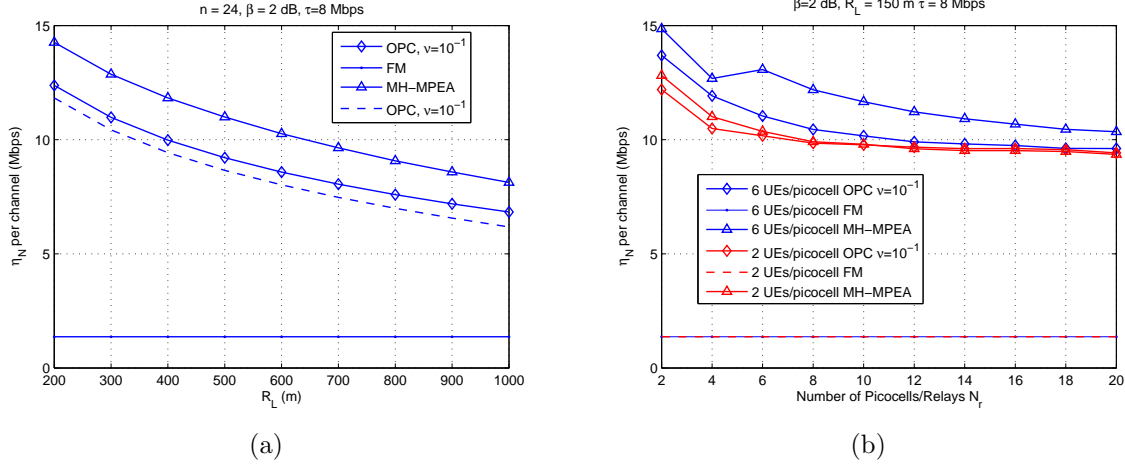 n = 24, β = 2 dB, τ=8 Mbps
15
10
5
0
η_N per channel (Mbps)
200 300 400 500 600 700 800 900 1000
R_L (m)
OPC, ν=10⁻¹
FM
MH−MPEA
OPC, ν=10⁻¹
(a)
β=2 dB, R_L = 150 m τ = 8 Mbps
15
10
5
0
η_N per channel (Mbps)
2 4 6 8 10 12 14 16 18 20
Number of Picocells/Relays N_r
6 UEs/picocell OPC ν=10⁻¹
6 UEs/picocell FM
6 UEs/picocell MH−MPEA
2 UEs/picocell OPC ν=10⁻¹
2 UEs/picocell FM
2 UEs/picocell MH−MPEA
(b)